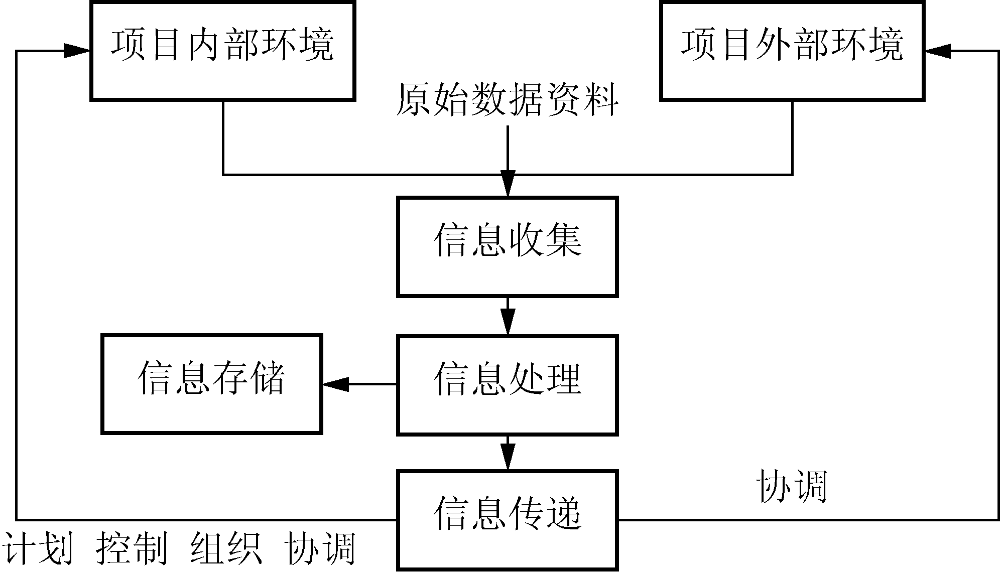 项目内部环境
项目外部环境
原始数据资料
信息收集
信息存储
信息处理
信息传递
协调
计划 控制 组织 协调